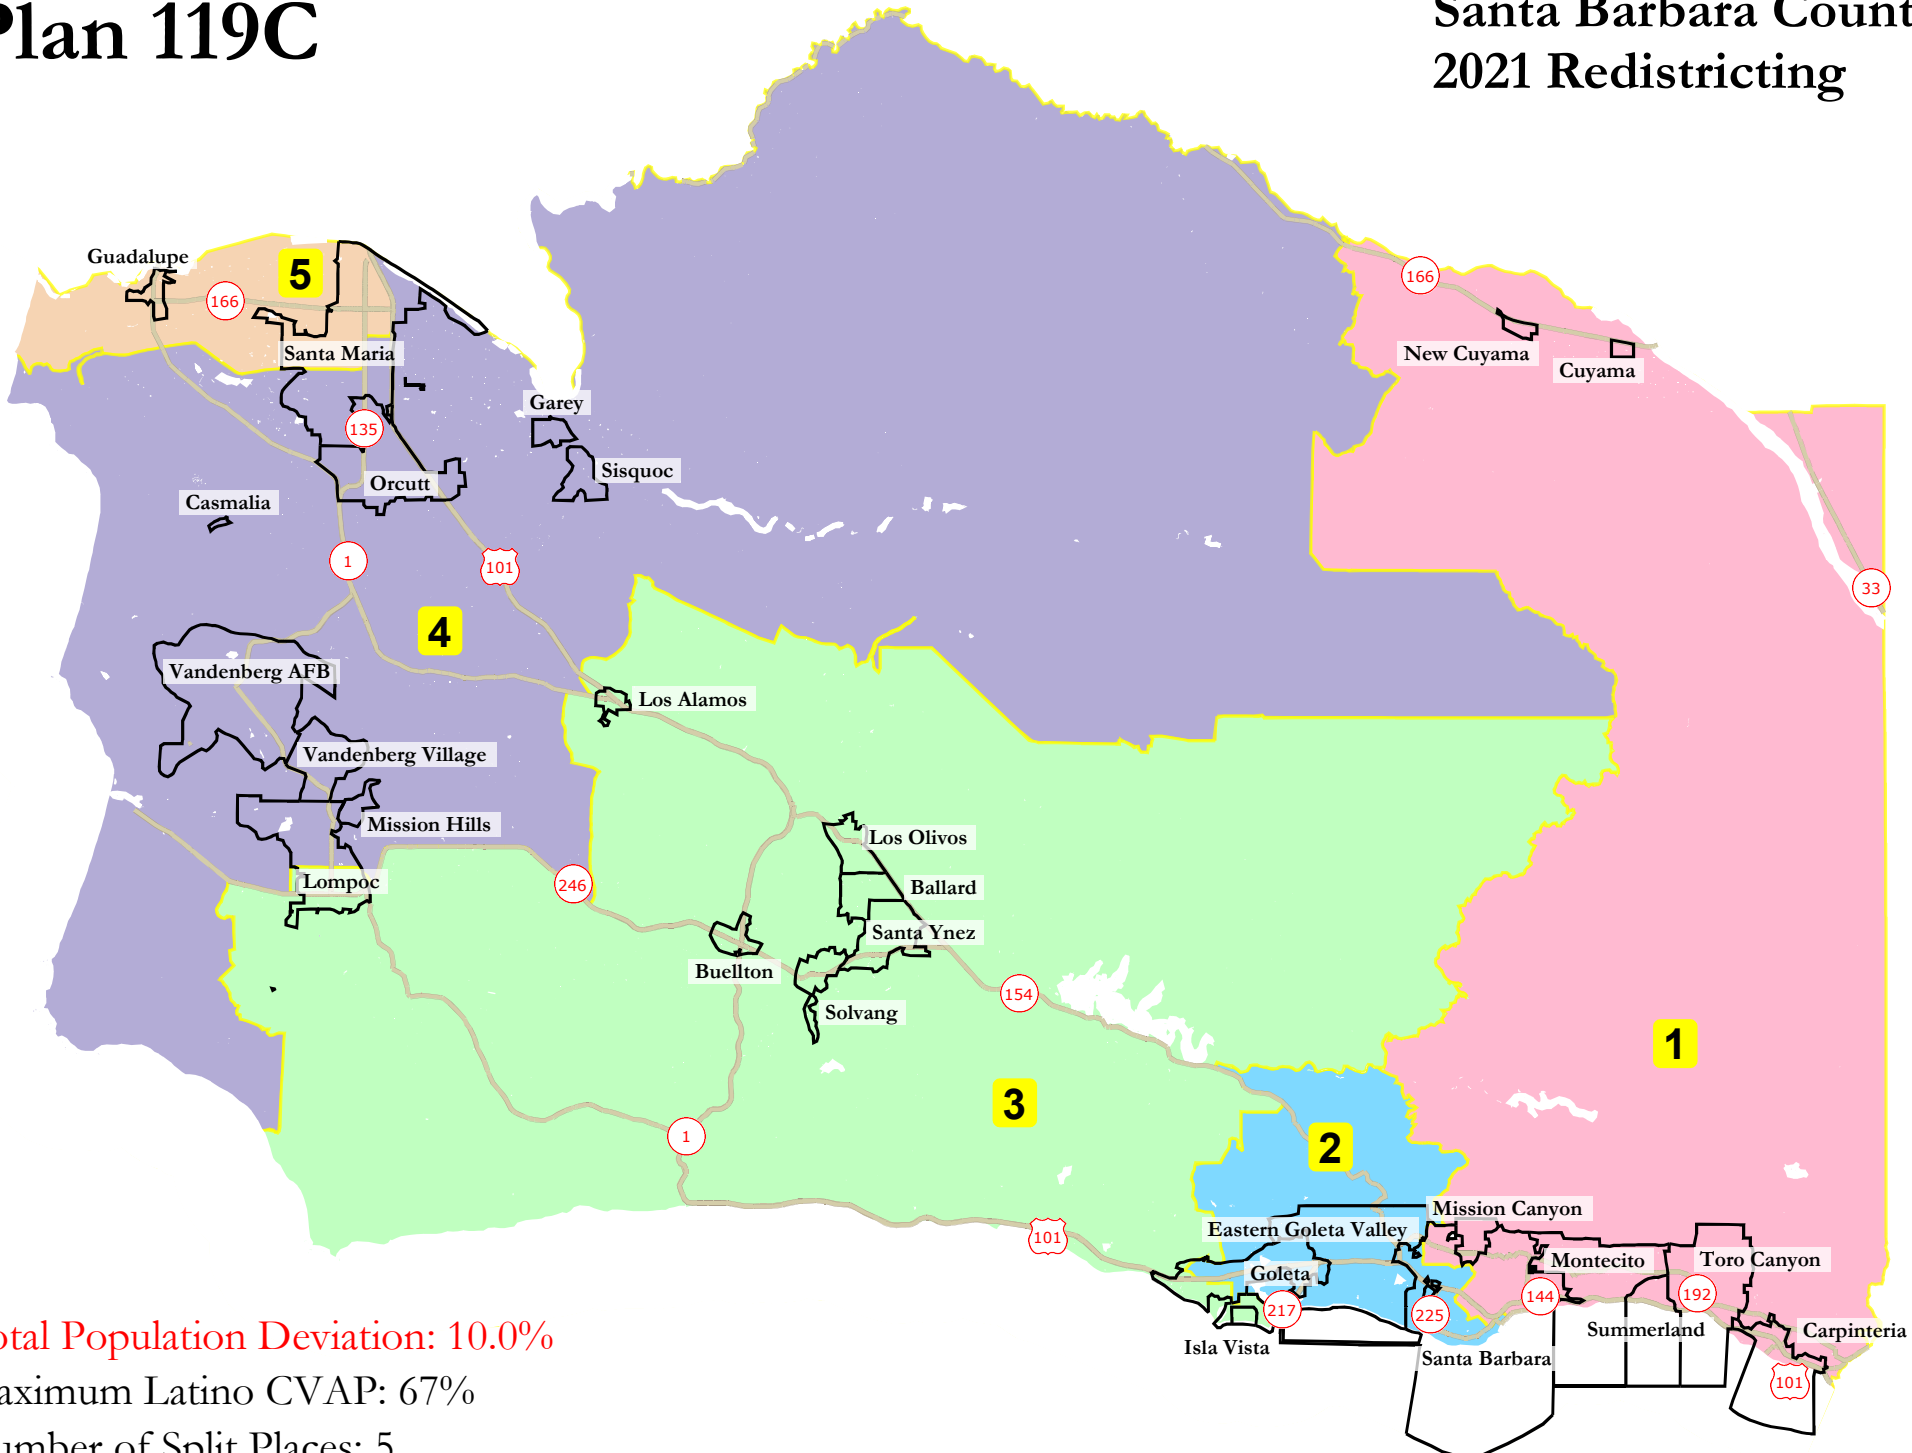 Plan 119C
Santa Barbara Count
2021 Redistricting
Guadalupe
5
166
166
Santa Maria
New Cuyama
Cuyama
Garey
135
Sisquoc
Orcutt
Casmalia
1
101
33
4
Vandenberg AFB
Los Alamos
Vandenberg Village
Mission Hills
Los Olivos
Lompoc
246
Ballard
Santa Ynez
Buellton
154
Solvang
1
3
1
2
Mission Canyon
Eastern Goleta Valley
101
Montecito
Toro Canyon
Goleta
217
225
144
192
Summerland
Carpinteria
Isla Vista
Santa Barbara
101
otal Population Deviation: 10.0%
aximum Latino CVAP: 67%
umber of Split Places: 5